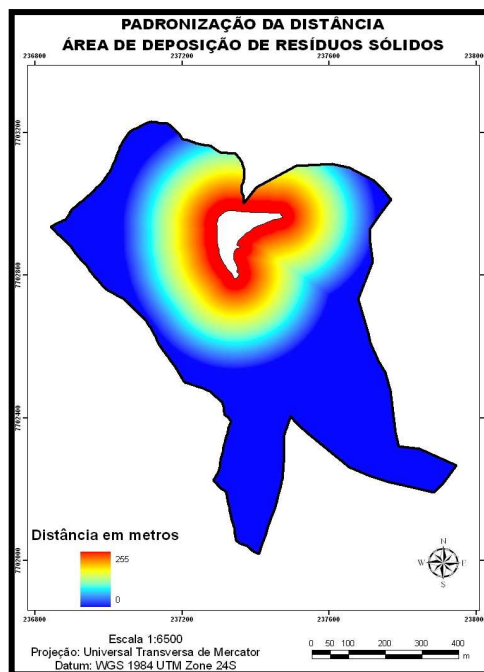 PADRONIZAÇÃO DA DISTÂNCIA
ÁREA DE DEPOSIÇÃO DE RESÍDUOS SÓLIDOS
236800 237200 237600 23800
7703200
7702800
7702400
7702000
Distância em metros
255
0
N
W E
S
Escala 1:6500
Projeção: Universal Transversa de Mercator
Datum: WGS 1984 UTM Zone 24S
0 50 100 200 300 400
m
236800 237200 237600 23800